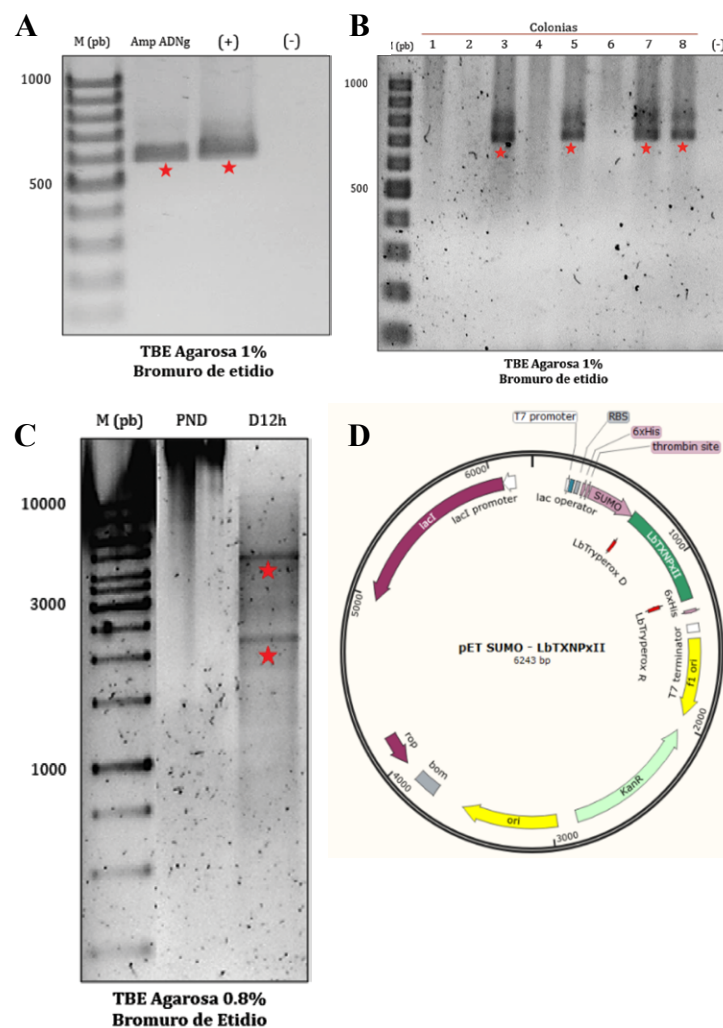 A
M (pb) Amp ADNg (+) (-)
1000
500
TBE Agarosa 1%
Bromuro de etidio
B
Colonias
(pb) 1 2 3 4 5 6 7 8 (-)
1000
500
TBE Agarosa 1%
Bromuro de etidio
C
M (pb) PND D12h
10000
3000
1000
TBE Agarosa 0.8%
Bromuro de Etidio
D
T7 promoter
RBS
6xHis
thrombin site
6000
lacI promoter
lac operator
SUMO
lacI
LbTXNPxII
1000
LbTryperox D
5000
6xHis
LbTryperox R
pET SUMO - LbTXNPxII
6243 bp
T7 terminator
f1 ori
2000
rop
bom
4000
KanR
ori
3000